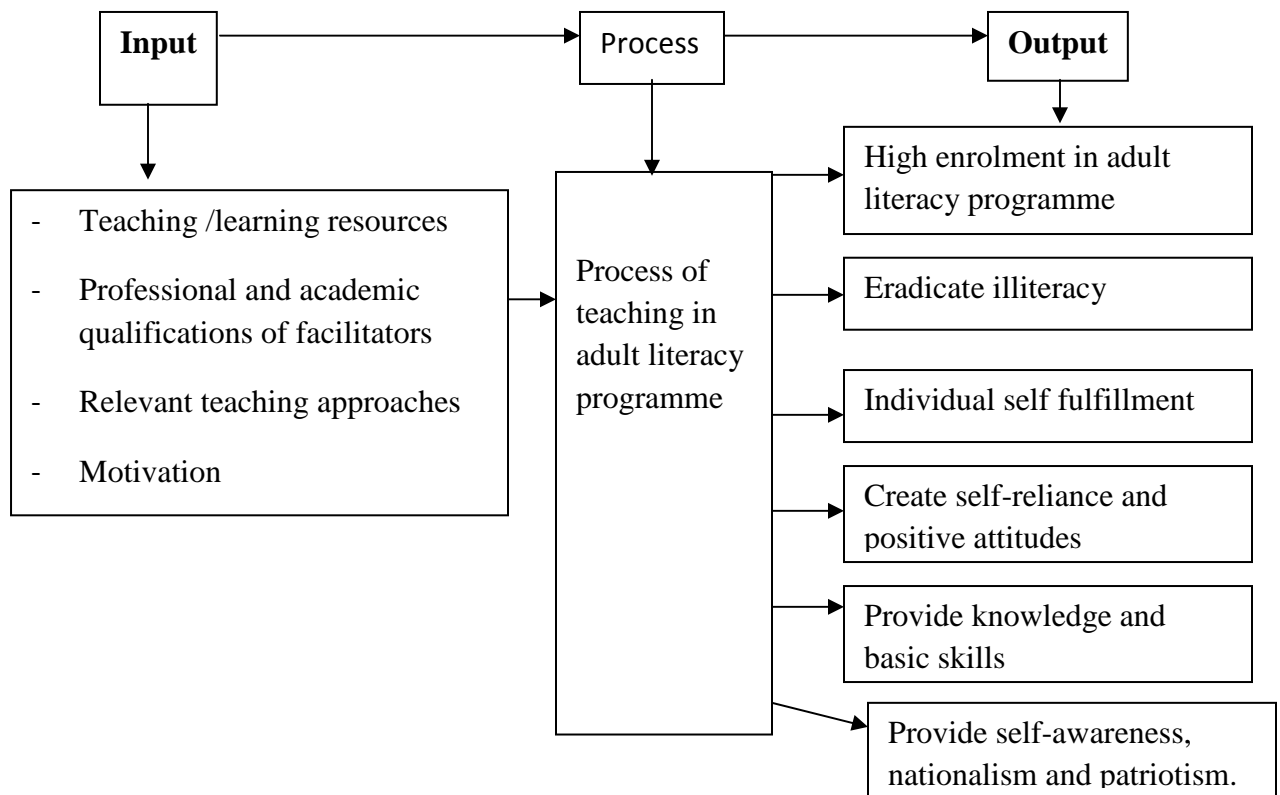 Input
Process
Output
- Teaching /learning resources
- Professional and academic
qualifications of facilitators
- Relevant teaching approaches
- Motivation
Process of
teaching in
adult literacy
programme
High enrolment in adult
literacy programme
Eradicate illiteracy
Individual self fulfillment
Create self-reliance and
positive attitudes
Provide knowledge and
basic skills
Provide self-awareness,
nationalism and patriotism.